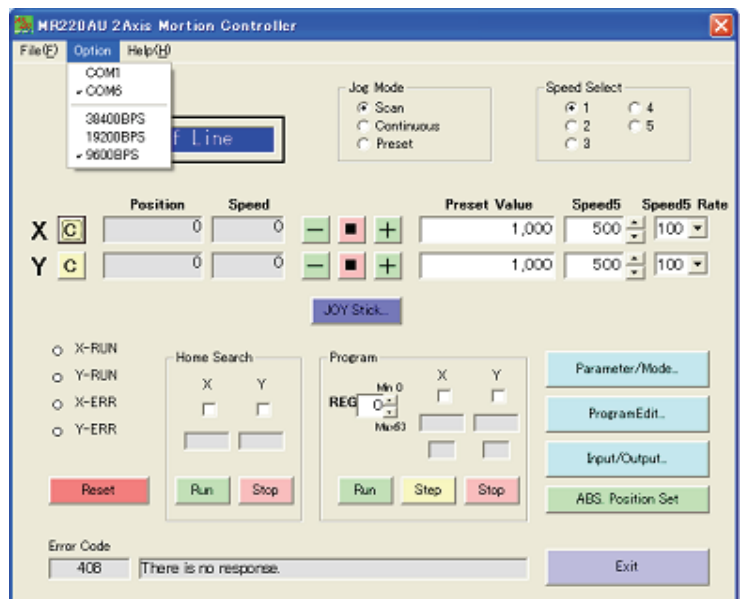 MR220AU 2Axis Mortion Controller
File(F) Option Help(H)
COM1
COM6
38400BPS
19200BPS
9600BPS
f Line
Jog Mode
Scan
Continuous
Preset
Speed Select
1 4
2 5
3
Position Speed Preset Value Speed5 Speed5 Rate
X C 0 0 1,000 500 100
Y C 0 0 1,000 500 100
JOY Stick...
X-RUN
Y-RUN
X-ERR
Y-ERR
Reset
Home Search
X Y
Run Stop
Program
X Y
Min 0
REG 0
Max63
Run Step Stop
Parameter/Mode...
ProgramEdit...
Input/Output...
ABS. Position Set
Error Code
408 There is no response.
Exit